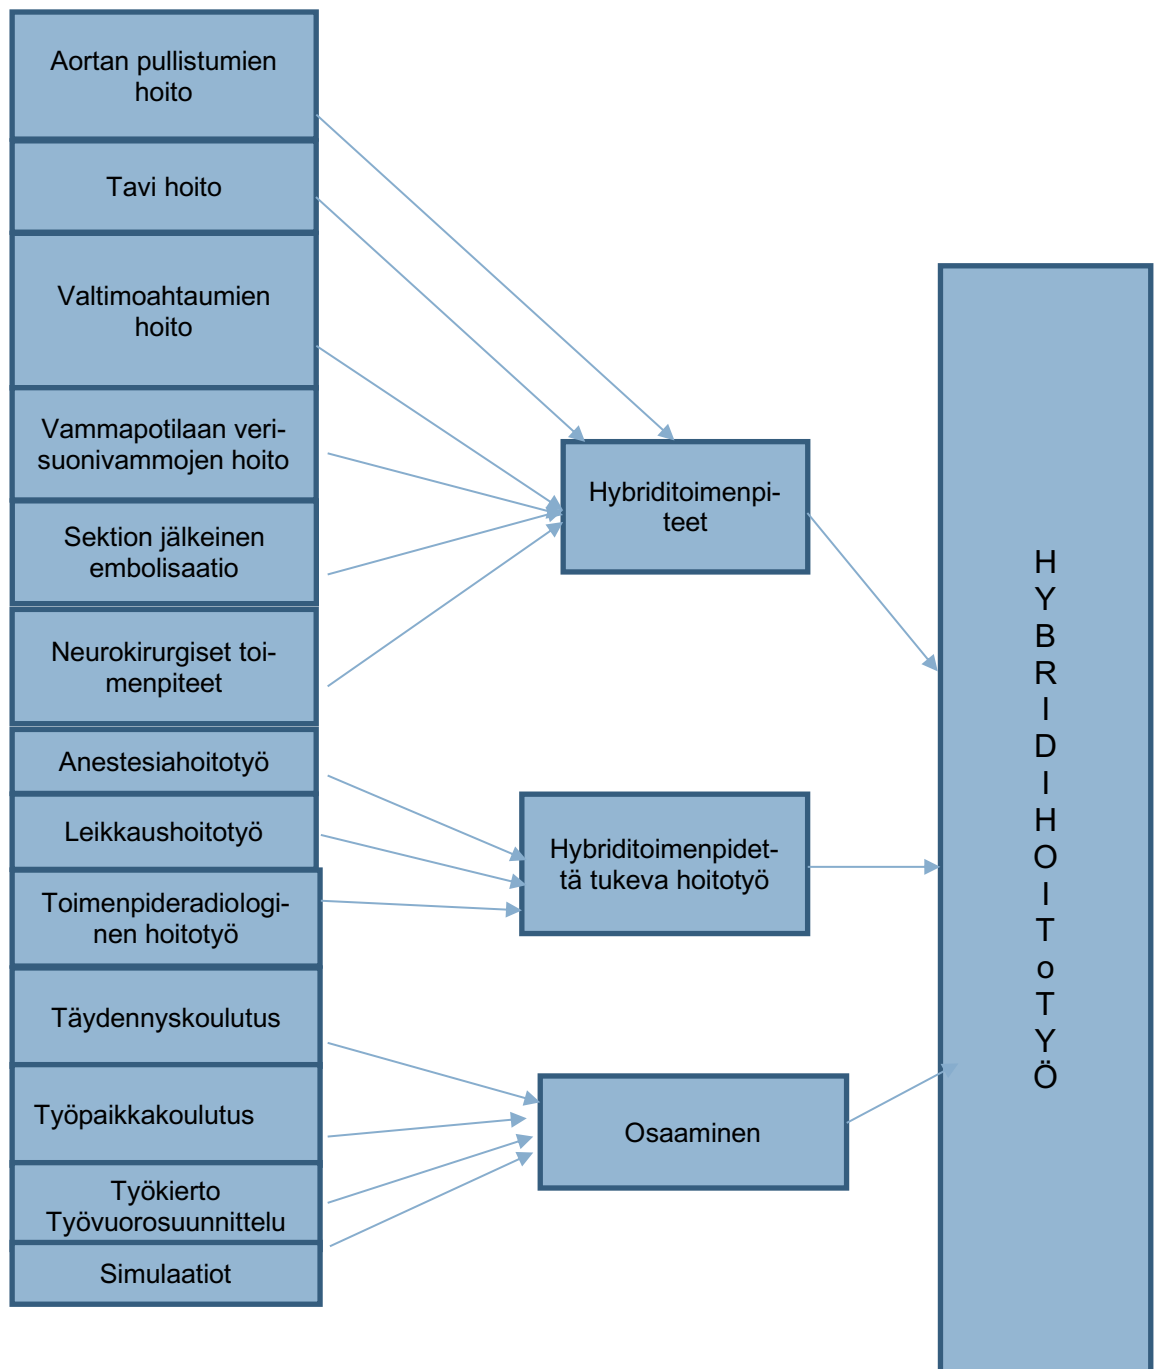 Aortan pullistumien
hoito
Tavi hoito
Valtimoahtaumien
hoito
Vammapotilaan veri-
suonivammojen hoito
Sektion jälkeinen
embolisaatio
Neurokirurgiset toi-
menpiteet
Anestesiahoitotyö
Leikkaushoitotyö
Toimenpideradiologi-
nen hoitotyö
Täydennyskoulutus
Työpaikkakoulutus
Työkierto
Työvuorosuunnittelu
Simulaatiot
Hybriditoimenpi-
teet
Hybriditoimenpidet-
tä tukeva hoitotyö
Osaaminen
H
Y
B
R
I
D
I
H
O
I
T
o
T
Y
Ö